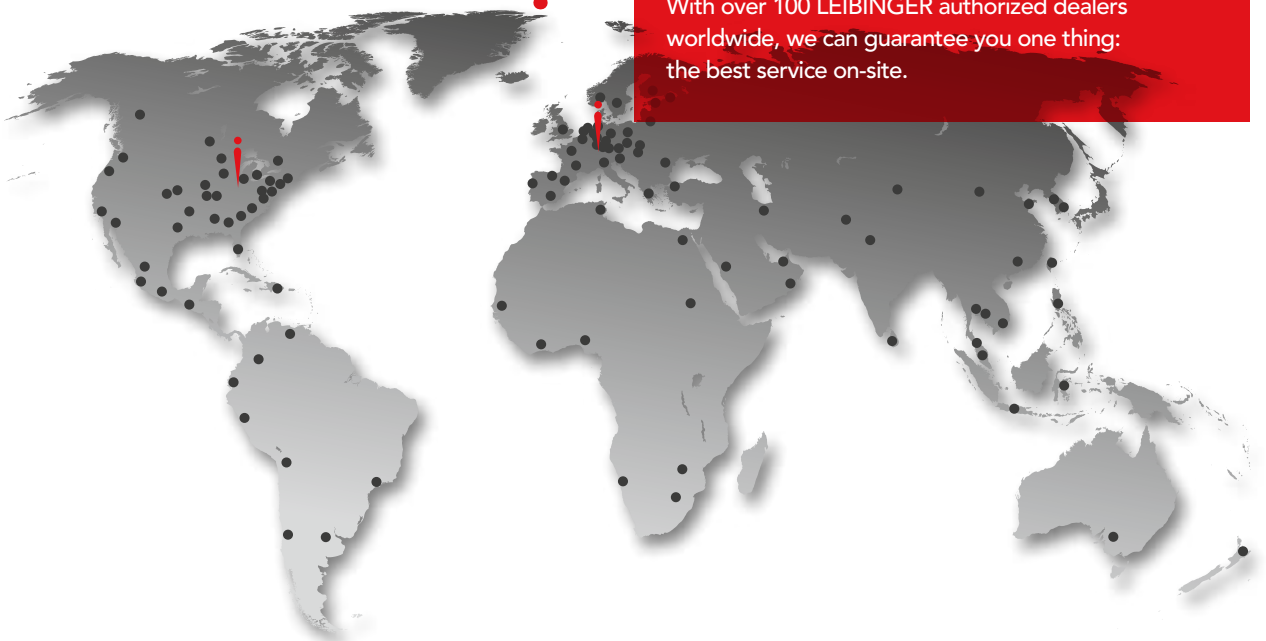 With over 100 LEIBINGER authorized dealers
worldwide, we can guarantee you one thing:
the best service on-site.